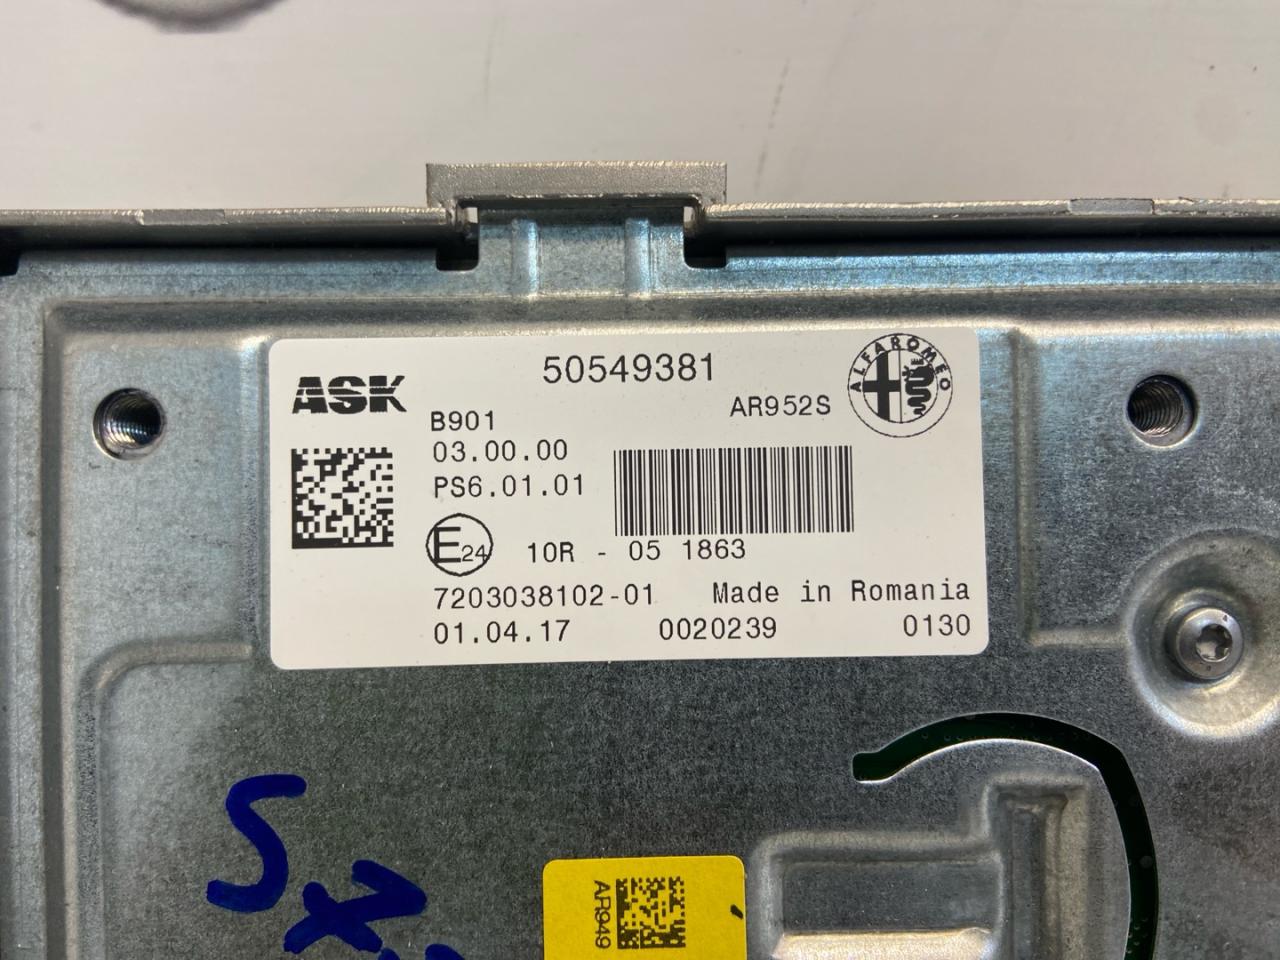 50549381
ALFA ROMEO
ASK
B901
AR952S
03.00.00
PS6.01.01
E24
10R - 05 1863
7203038102-01 Made in Romania
01.04.17 0020239 0130
AR949